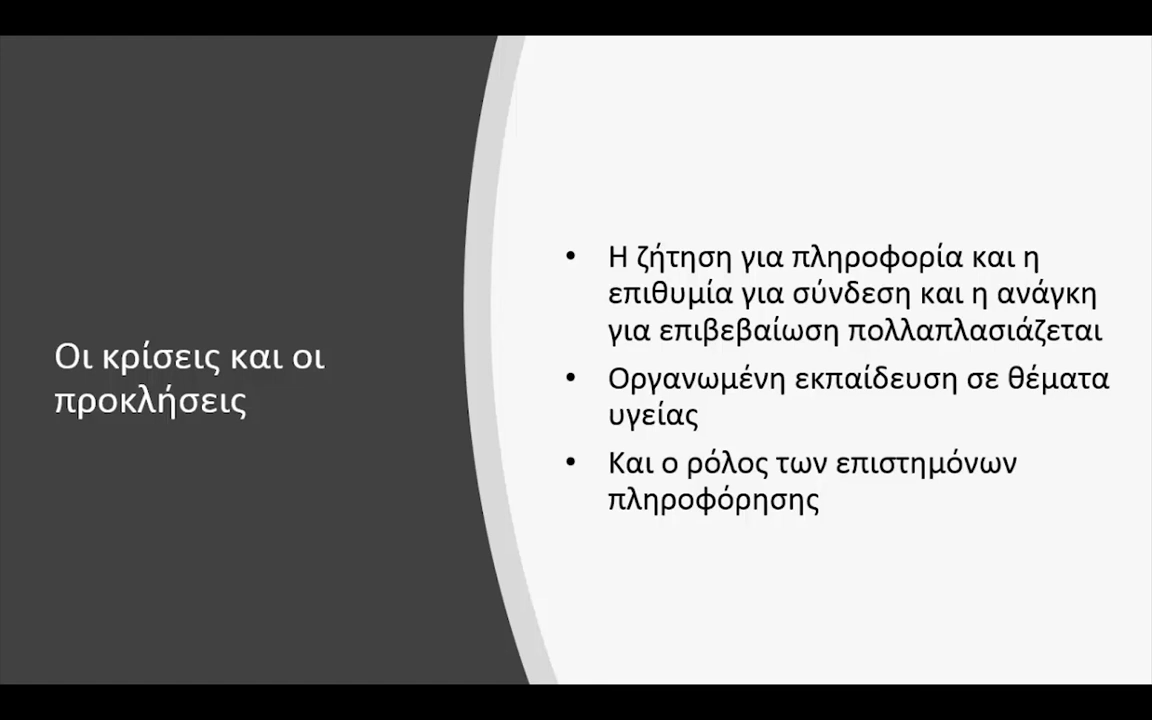 Οι κρίσεις και οι
προκλήσεις
• Η ζήτηση για πληροφορία και η
επιθυμία για σύνδεση και η ανάγκη
για επιβεβαίωση πολλαπλασιάζεται
• Οργανωμένη εκπαίδευση σε θέματα
υγείας
• Και ο ρόλος των επιστημόνων
πληροφόρησης